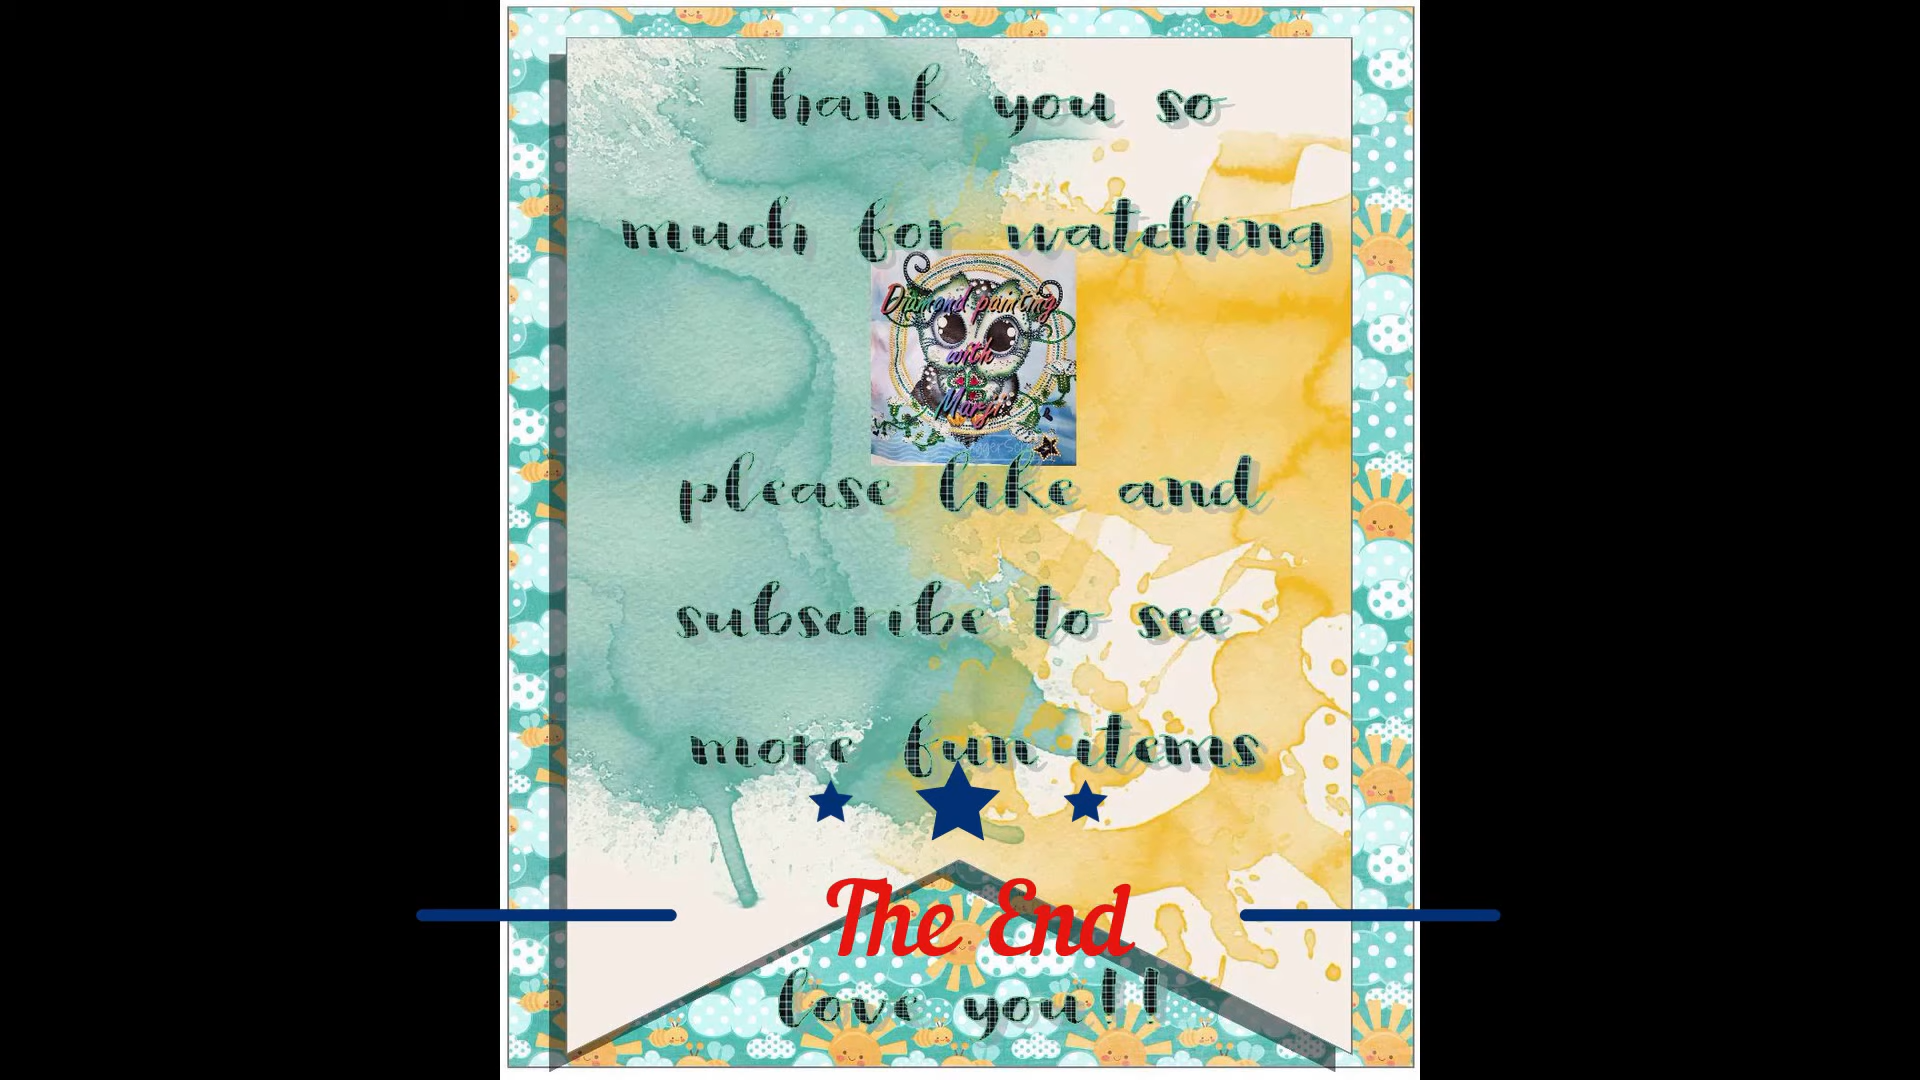 Thank you so
much for watching
Diamond painting
with
please like and
subscribe to see
more fun items
The End
love you!!